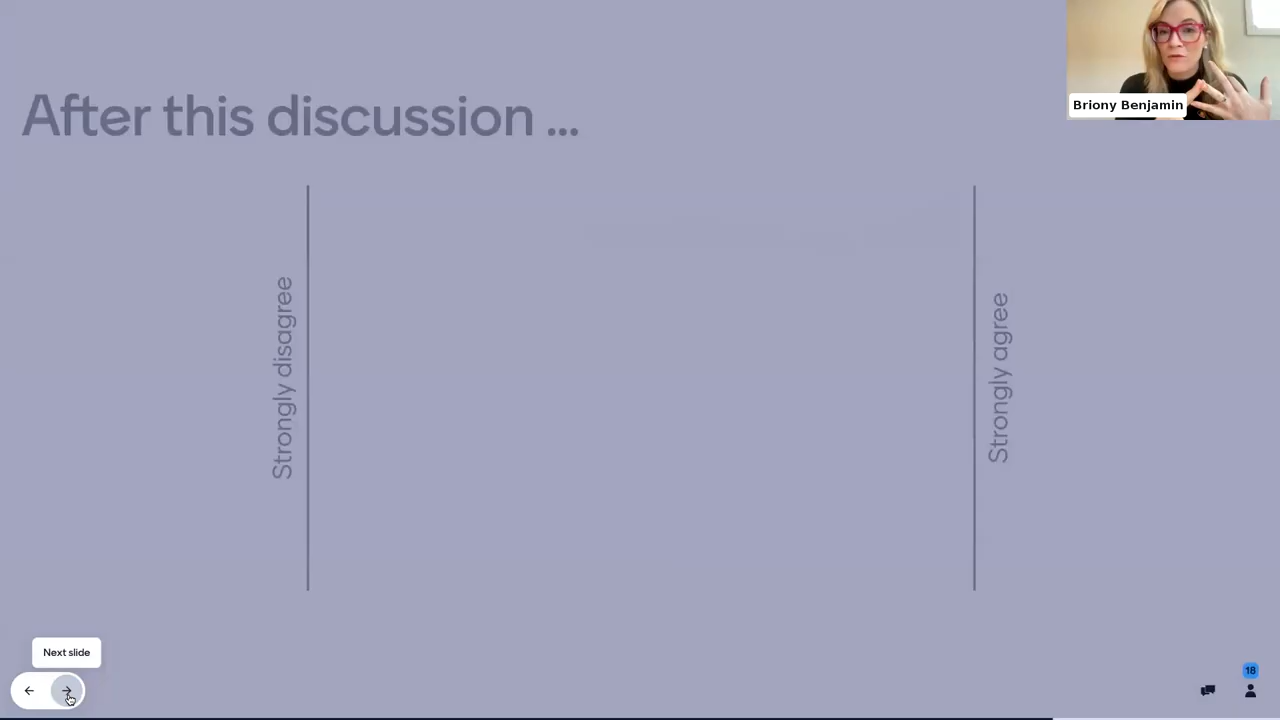 After this discussion ...
Briony Benjamin
Strongly disagree
Strongly agree
Next slide
18